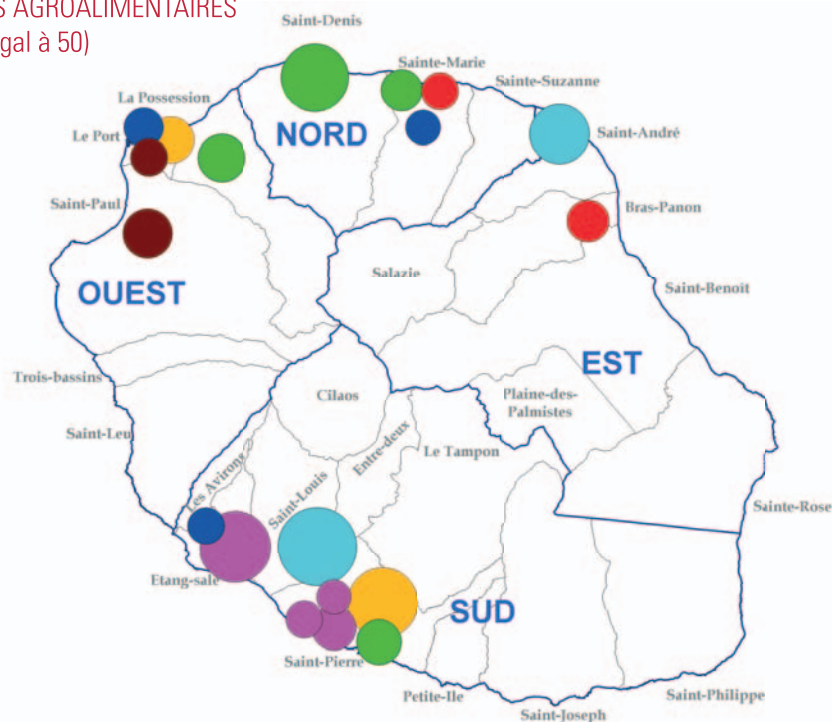 S AGROALIMENTAIRES
gal à 50)
Saint-Denis
Sainte-Marie
Sainte-Suzanne
La Possession
Le Port
NORD
Saint-André
Saint-Paul
Bras-Panon
Salazie
OUEST
Saint-Benoît
EST
Trois-bassins
Cilaos
Plaine-des-
Palmistes
Saint-Leu
Entre-deux
Le Tampon
Les Avirons
Saint-Louis
Sainte-Rose
Etang-salé
SUD
Saint-Pierre
Petite-Ile
Saint-Philippe
Saint-Joseph